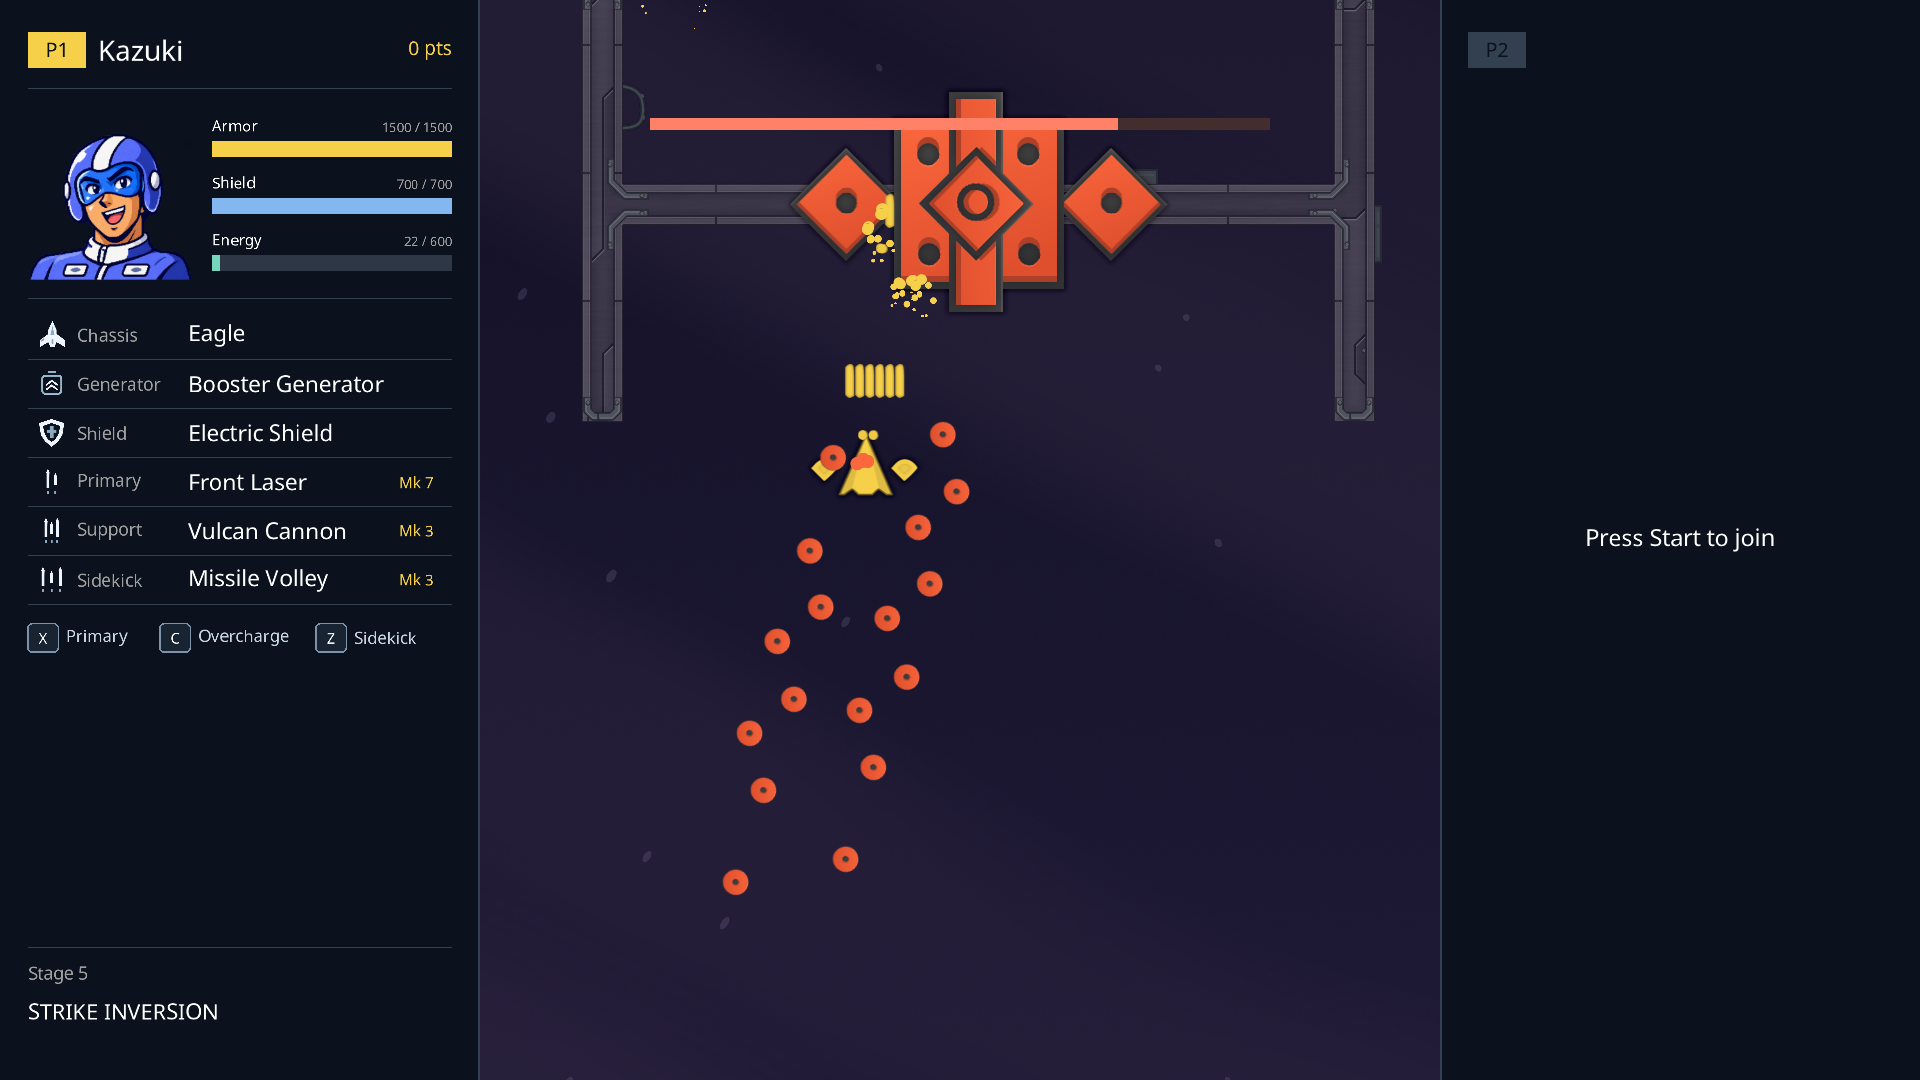 P1 Kazuki 0 pts
Armor 1500 / 1500
Shield 700 / 700
Energy 22 / 600
Chassis Eagle
Generator Booster Generator
Shield Electric Shield
Primary Front Laser Mk 7
Support Vulcan Cannon Mk 3
Sidekick Missile Volley Mk 3
X Primary C Overcharge Z Sidekick
Stage 5
STRIKE INVERSION
P2
Press Start to join